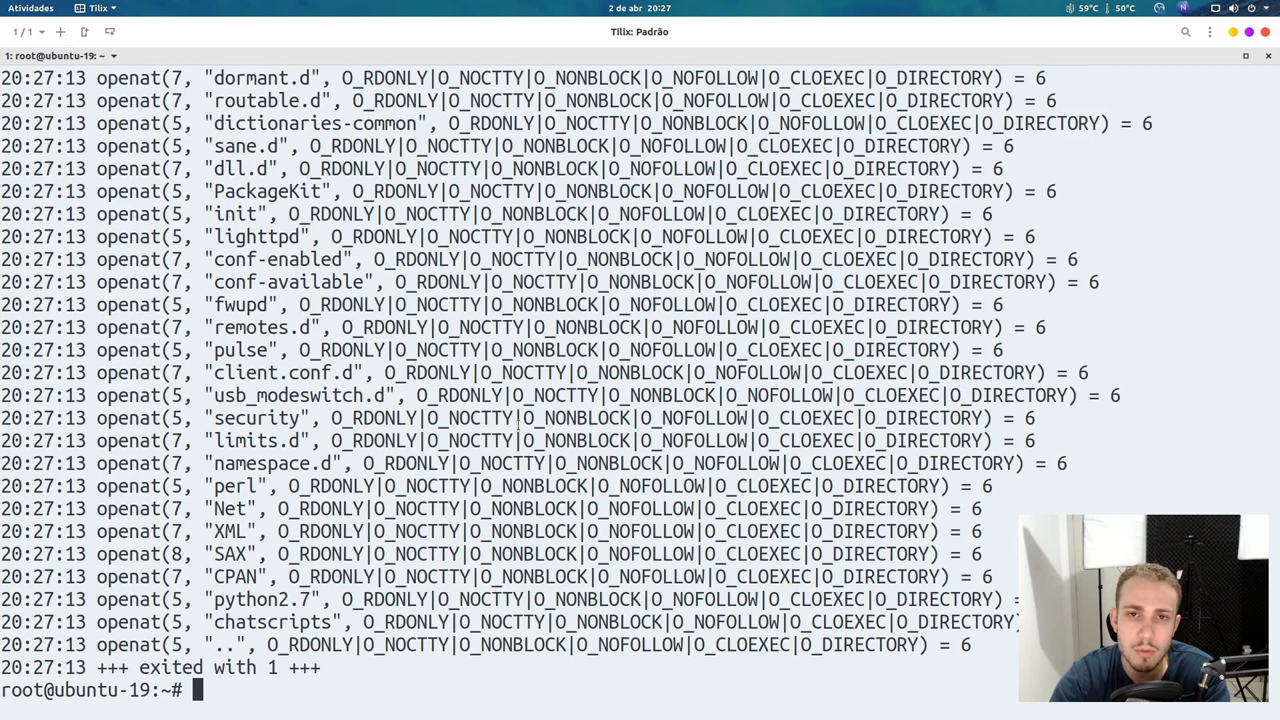 Atividades
Tilix
2 de abr 20:27
59°C
50°C
1 / 1
Tilix: Padrão
1: root@ubuntu-19: ~
20:27:13 openat(7, "dormant.d", O_RDONLY|O_NOCTTY|O_NONBLOCK|O_NOFOLLOW|O_CLOEXEC|O_DIRECTORY) = 6
20:27:13 openat(7, "routable.d", O_RDONLY|O_NOCTTY|O_NONBLOCK|O_NOFOLLOW|O_CLOEXEC|O_DIRECTORY) = 6
20:27:13 openat(5, "dictionaries-common", O_RDONLY|O_NOCTTY|O_NONBLOCK|O_NOFOLLOW|O_CLOEXEC|O_DIRECTORY) = 6
20:27:13 openat(5, "sane.d", O_RDONLY|O_NOCTTY|O_NONBLOCK|O_NOFOLLOW|O_CLOEXEC|O_DIRECTORY) = 6
20:27:13 openat(7, "dll.d", O_RDONLY|O_NOCTTY|O_NONBLOCK|O_NOFOLLOW|O_CLOEXEC|O_DIRECTORY) = 6
20:27:13 openat(5, "PackageKit", O_RDONLY|O_NOCTTY|O_NONBLOCK|O_NOFOLLOW|O_CLOEXEC|O_DIRECTORY) = 6
20:27:13 openat(5, "init", O_RDONLY|O_NOCTTY|O_NONBLOCK|O_NOFOLLOW|O_CLOEXEC|O_DIRECTORY) = 6
20:27:13 openat(5, "lighttpd", O_RDONLY|O_NOCTTY|O_NONBLOCK|O_NOFOLLOW|O_CLOEXEC|O_DIRECTORY) = 6
20:27:13 openat(7, "conf-enabled", O_RDONLY|O_NOCTTY|O_NONBLOCK|O_NOFOLLOW|O_CLOEXEC|O_DIRECTORY) = 6
20:27:13 openat(7, "conf-available", O_RDONLY|O_NOCTTY|O_NONBLOCK|O_NOFOLLOW|O_CLOEXEC|O_DIRECTORY) = 6
20:27:13 openat(5, "fwupd", O_RDONLY|O_NOCTTY|O_NONBLOCK|O_NOFOLLOW|O_CLOEXEC|O_DIRECTORY) = 6
20:27:13 openat(7, "remotes.d", O_RDONLY|O_NOCTTY|O_NONBLOCK|O_NOFOLLOW|O_CLOEXEC|O_DIRECTORY) = 6
20:27:13 openat(5, "pulse", O_RDONLY|O_NOCTTY|O_NONBLOCK|O_NOFOLLOW|O_CLOEXEC|O_DIRECTORY) = 6
20:27:13 openat(7, "client.conf.d", O_RDONLY|O_NOCTTY|O_NONBLOCK|O_NOFOLLOW|O_CLOEXEC|O_DIRECTORY) = 6
20:27:13 openat(5, "usb_modeswitch.d", O_RDONLY|O_NOCTTY|O_NONBLOCK|O_NOFOLLOW|O_CLOEXEC|O_DIRECTORY) = 6
20:27:13 openat(5, "security", O_RDONLY|O_NOCTTY|O_NONBLOCK|O_NOFOLLOW|O_CLOEXEC|O_DIRECTORY) = 6
20:27:13 openat(7, "limits.d", O_RDONLY|O_NOCTTY|O_NONBLOCK|O_NOFOLLOW|O_CLOEXEC|O_DIRECTORY) = 6
20:27:13 openat(7, "namespace.d", O_RDONLY|O_NOCTTY|O_NONBLOCK|O_NOFOLLOW|O_CLOEXEC|O_DIRECTORY) = 6
20:27:13 openat(5, "perl", O_RDONLY|O_NOCTTY|O_NONBLOCK|O_NOFOLLOW|O_CLOEXEC|O_DIRECTORY) = 6
20:27:13 openat(7, "Net", O_RDONLY|O_NOCTTY|O_NONBLOCK|O_NOFOLLOW|O_CLOEXEC|O_DIRECTORY) = 6
20:27:13 openat(7, "XML", O_RDONLY|O_NOCTTY|O_NONBLOCK|O_NOFOLLOW|O_CLOEXEC|O_DIRECTORY) = 6
20:27:13 openat(8, "SAX", O_RDONLY|O_NOCTTY|O_NONBLOCK|O_NOFOLLOW|O_CLOEXEC|O_DIRECTORY) = 6
20:27:13 openat(7, "CPAN", O_RDONLY|O_NOCTTY|O_NONBLOCK|O_NOFOLLOW|O_CLOEXEC|O_DIRECTORY) = 6
20:27:13 openat(5, "python2.7", O_RDONLY|O_NOCTTY|O_NONBLOCK|O_NOFOLLOW|O_CLOEXEC|O_DIRECTORY) =
20:27:13 openat(5, "chatscripts", O_RDONLY|O_NOCTTY|O_NONBLOCK|O_NOFOLLOW|O_CLOEXEC|O_DIRECTORY)
20:27:13 openat(5, "..", O_RDONLY|O_NOCTTY|O_NONBLOCK|O_NOFOLLOW|O_CLOEXEC|O_DIRECTORY) = 6
20:27:13 +++ exited with 1 +++
root@ubuntu-19:~#